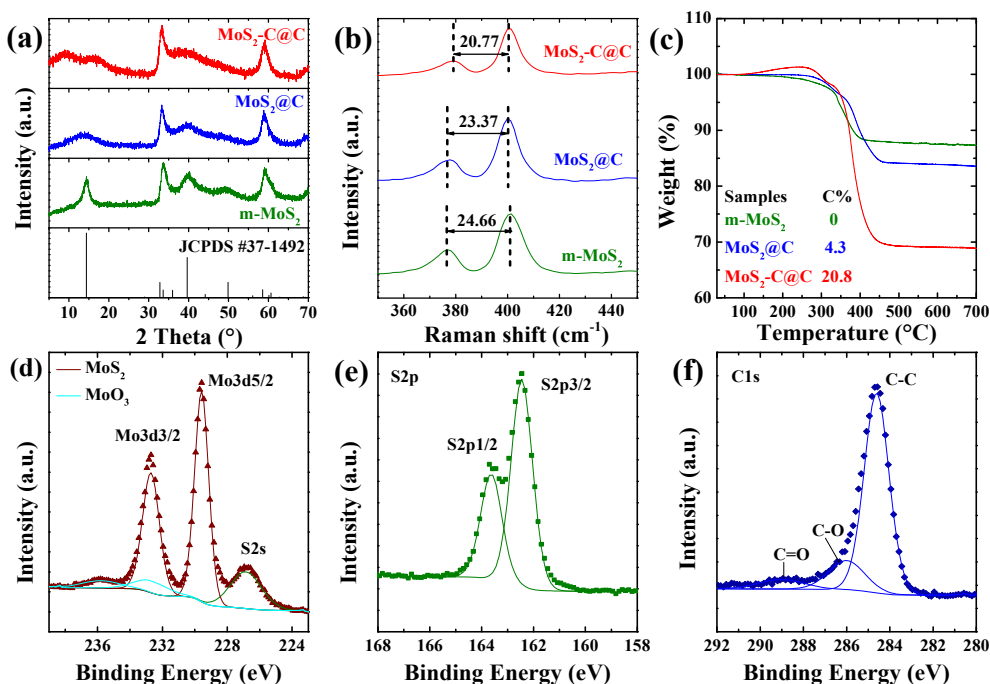 (a)
MoS2-C@C
MoS2@C
m-MoS2
JCPDS #37-1492
Intensity (a.u.)
10 20 30 40 50 60 70
2 Theta (°)
(b)
20.77
MoS2-C@C
23.37
MoS2@C
24.66
m-MoS2
Intensity (a.u.)
360 380 400 420 440
Raman shift (cm-1)
(c)
110
100
90
80
70
60
Weight (%)
Samples C%
m-MoS2 0
MoS2@C 4.3
MoS2-C@C 20.8
100 200 300 400 500 600 700
Temperature (°C)
(d)
MoS2
MoO3
Mo3d5/2
Mo3d3/2
S2s
Intensity (a.u.)
236 232 228 224
Binding Energy (eV)
(e)
S2p
S2p3/2
S2p1/2
Intensity (a.u.)
168 166 164 162 160 158
Binding Energy (eV)
(f)
C1s
C-C
C-O
C=O
Intensity (a.u.)
292 290 288 286 284 282 280
Binding Energy (eV)